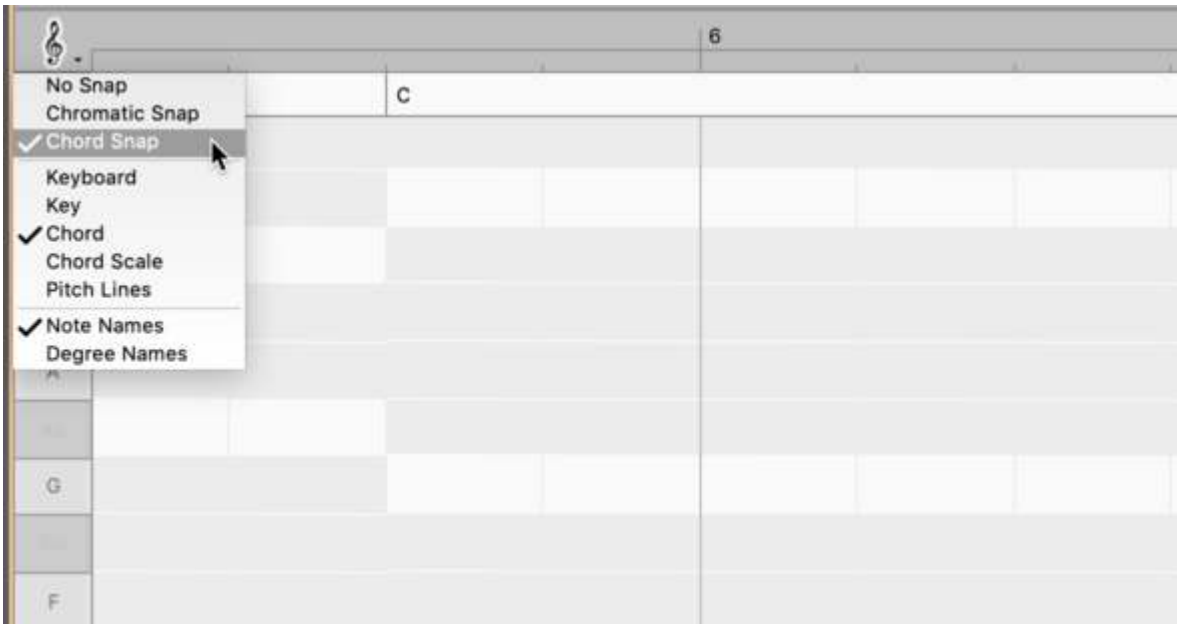 6
No Snap
Chromatic Snap
C
Chord Snap
Keyboard
Key
Chord
Chord Scale
Pitch Lines
Note Names
Degree Names
G
F